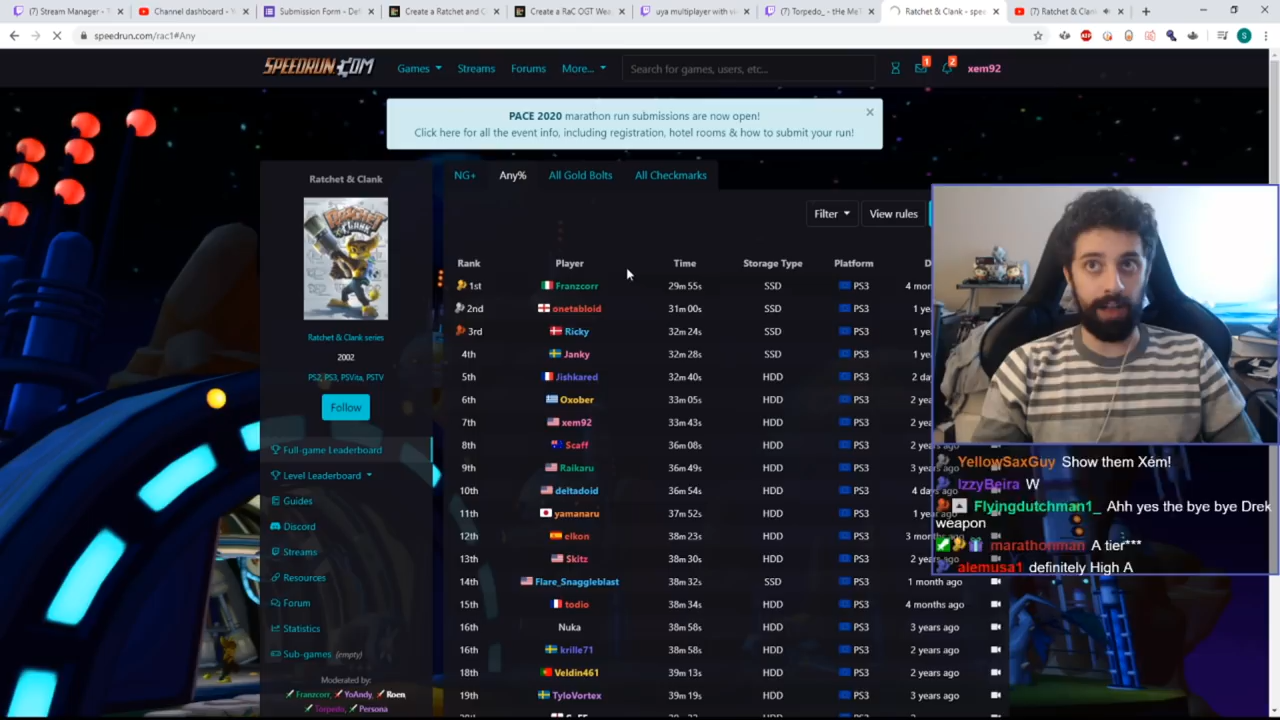 Stream Manager - T
Channel dashboard - Y
Submission Form - De
Create a Ratchet and C
Create a RaC OGT Wea
uya multiplayer with vi
(7) Torpedo_ - tHe MeT
Ratchet & Clank - spee
(7) Ratchet & Clan
speedrun.com/rac1#Any
S
SPEEDRUN.COM
Games
Streams
Forums
More...
Search for games, users, etc...
1
2
xem92
PACE 2020 marathon run submissions are now open!
Click here for all the event info, including registration, hotel rooms & how to submit your run!
Ratchet & Clank
NG+
Any%
All Gold Bolts
All Checkmarks
Filter
View rules
Rank Player Time Storage Type Platform D
1st Franzcorr 29m 55s SSD PS3 4 mon
2nd onetabloid 31m 00s SSD PS3 1 ye
3rd Ricky 32m 24s SSD PS3 1 ye
4th Janky 32m 28s SSD PS3 1 ye
5th Jishkared 32m 40s HDD PS3 2 da
6th Oxober 33m 05s HDD PS3 2 ye
7th xem92 33m 43s HDD PS3 2 ye
8th Scaff 36m 08s HDD PS3 2 years ago
9th Raikaru 36m 49s HDD PS3 3 years ago
10th deltadoid 36m 54s HDD PS3 4 days ago
11th yamanaru 37m 52s HDD PS3 1 year ago
12th elkon 38m 23s HDD PS3 3 months ago
13th Skitz 38m 30s HDD PS3 2 years ago
14th Flare_Snaggleblast 38m 32s SSD PS3 1 month ago
15th todio 38m 34s HDD PS3 4 months ago
16th Nuka 38m 58s HDD PS3 3 years ago
16th krille71 38m 58s HDD PS3 2 years ago
18th Veldin461 39m 13s HDD PS3 2 years ago
19th TyloVortex 39m 19s HDD PS3 3 years ago
Ratchet & Clank series
2002
PS2, PS3, PSVita, PSTV
Follow
Full-game Leaderboard
Level Leaderboard
Guides
Discord
Streams
Resources
Forum
Statistics
Sub-games (empty)
Moderated by:
Franzcorr, YoAndy, Roen,
Torpedo, Persona
YellowSaxGuy Show them Xém!
IzzyBeira W
Flyingdutchman1_ Ahh yes the bye bye Drek
weapon
marathonman A tier***
alemusa1 definitely High A